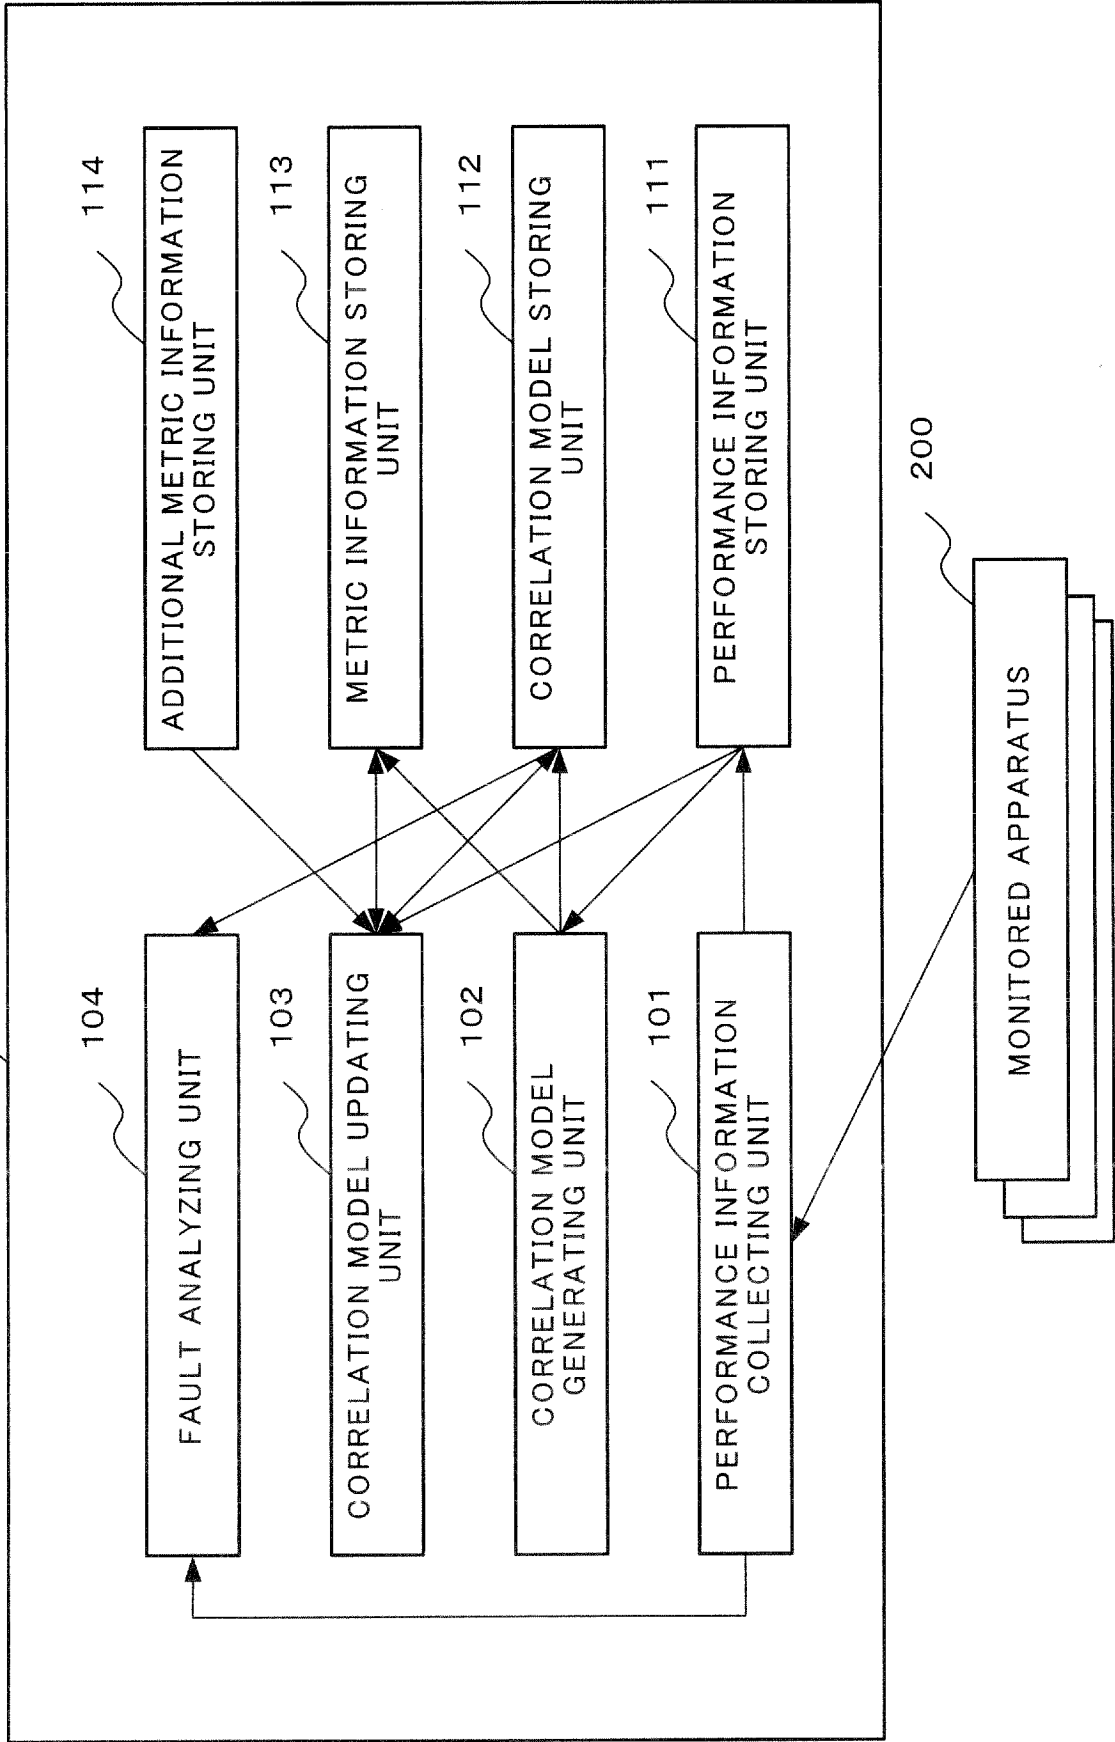 104
FAULT ANALYZING UNIT
103
CORRELATION MODEL UPDATING
UNIT
102
CORRELATION MODEL
GENERATING UNIT
101
PERFORMANCE INFORMATION
COLLECTING UNIT
114
ADDITIONAL METRIC INFORMATION
STORING UNIT
113
METRIC INFORMATION STORING
UNIT
112
CORRELATION MODEL STORING
UNIT
111
PERFORMANCE INFORMATION
STORING UNIT
200
MONITORED APPARATUS